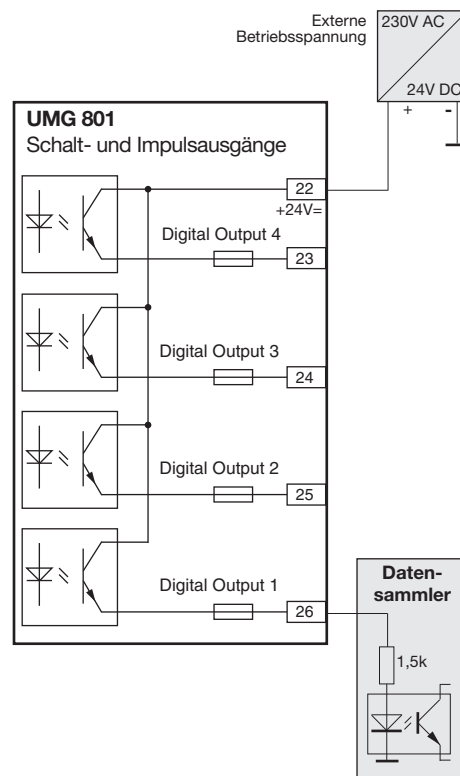 Externe
Betriebsspannung
230V AC
24V DC
+ -
UMG 801
Schalt- und Impulsausgänge
22
+24V=
Digital Output 4
23
Digital Output 3
24
Digital Output 2
25
Digital Output 1
26
Daten-
sammler
1,5k